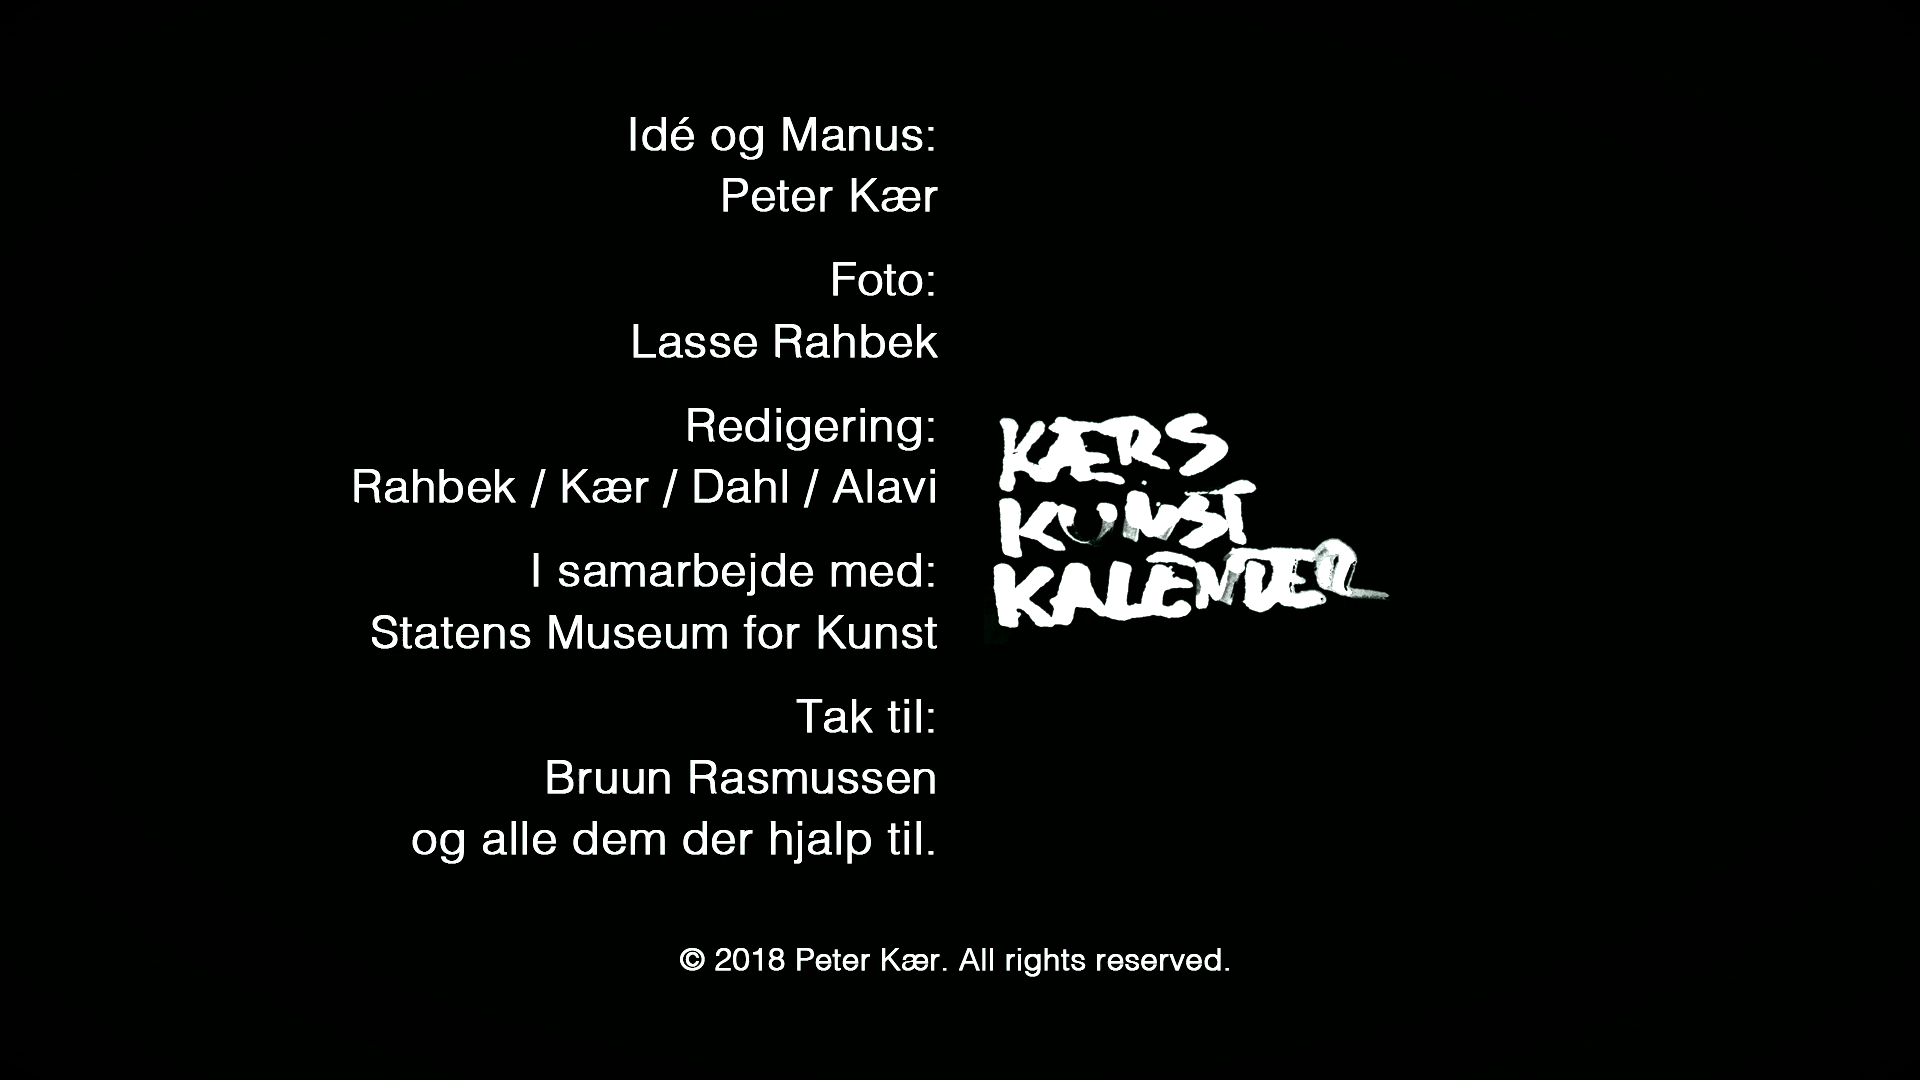 Idé og Manus:
Peter Kær
Foto:
Lasse Rahbek
Redigering:
Rahbek / Kær / Dahl / Alavi
I samarbejde med:
Statens Museum for Kunst
Tak til:
Bruun Rasmussen
og alle dem der hjalp til.
KÆRS
KUNST
KALENDER
© 2018 Peter Kær. All rights reserved.